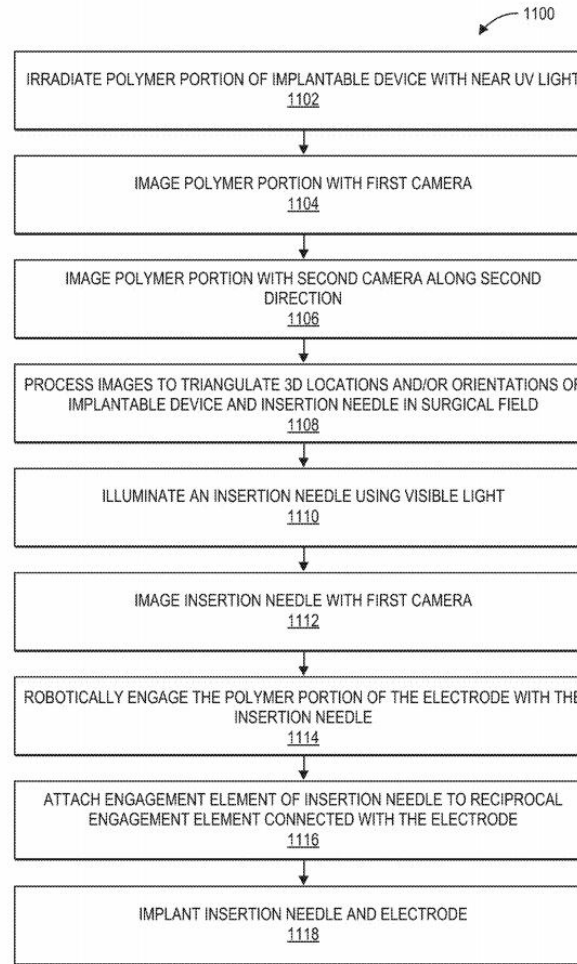 1100
IRRADIATE POLYMER PORTION OF IMPLANTABLE DEVICE WITH NEAR UV LIGHT
1102
IMAGE POLYMER PORTION WITH FIRST CAMERA
1104
IMAGE POLYMER PORTION WITH SECOND CAMERA ALONG SECOND
DIRECTION
1106
PROCESS IMAGES TO TRIANGULATE 3D LOCATIONS AND/OR ORIENTATIONS OF
IMPLANTABLE DEVICE AND INSERTION NEEDLE IN SURGICAL FIELD
1108
ILLUMINATE AN INSERTION NEEDLE USING VISIBLE LIGHT
1110
IMAGE INSERTION NEEDLE WITH FIRST CAMERA
1112
ROBOTICALLY ENGAGE THE POLYMER PORTION OF THE ELECTRODE WITH THE
INSERTION NEEDLE
1114
ATTACH ENGAGEMENT ELEMENT OF INSERTION NEEDLE TO RECIPROCAL
ENGAGEMENT ELEMENT CONNECTED WITH THE ELECTRODE
1116
IMPLANT INSERTION NEEDLE AND ELECTRODE
1118